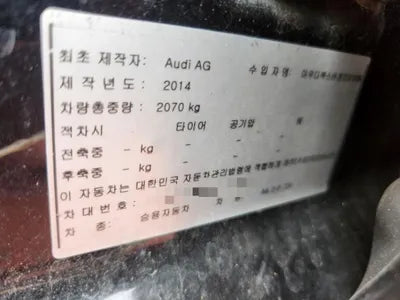 최초 제작자: Audi AG 수 입 자 명:
제 작 년 도 : 2014
차량총중량 : 2070 kg
적차시 타이어 공기압
전축중 - kg - -
후축중 - kg - -
이 자동차는 대한민국 자동차관리법령에 적합하게
차 대 번 호 :
차 종 : 승용자동차